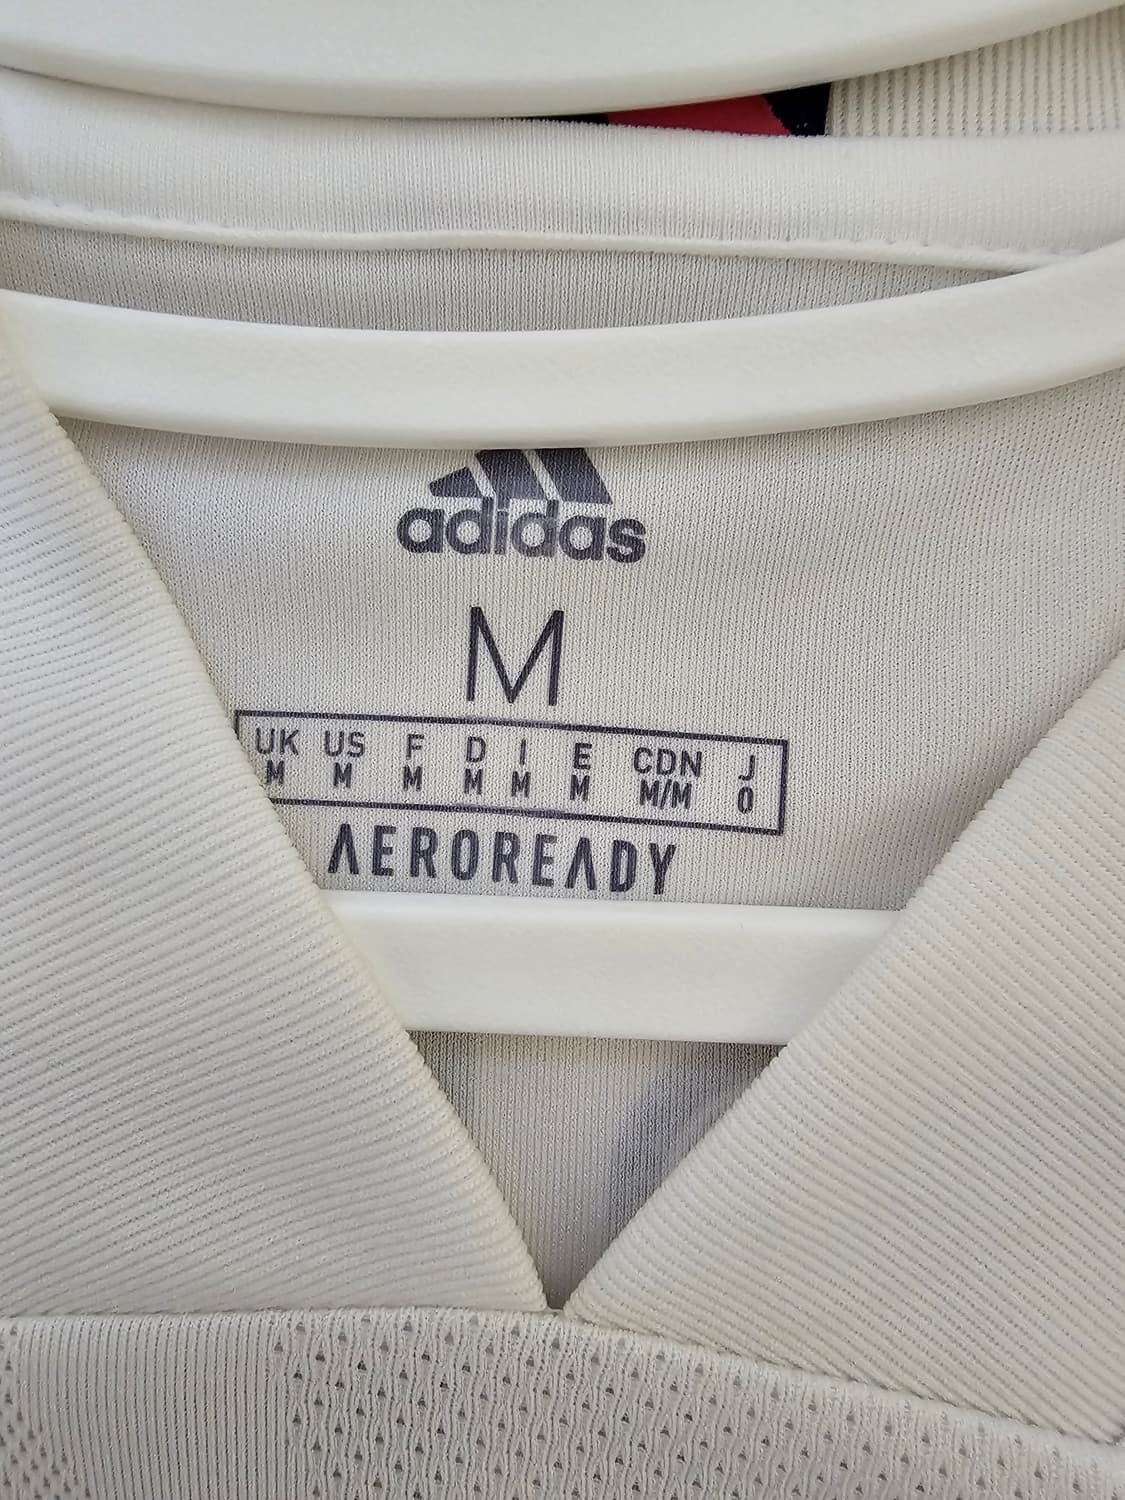 adidas
M
UK US F D I E CDN J
M M M M M M M/M O
AEROREADY